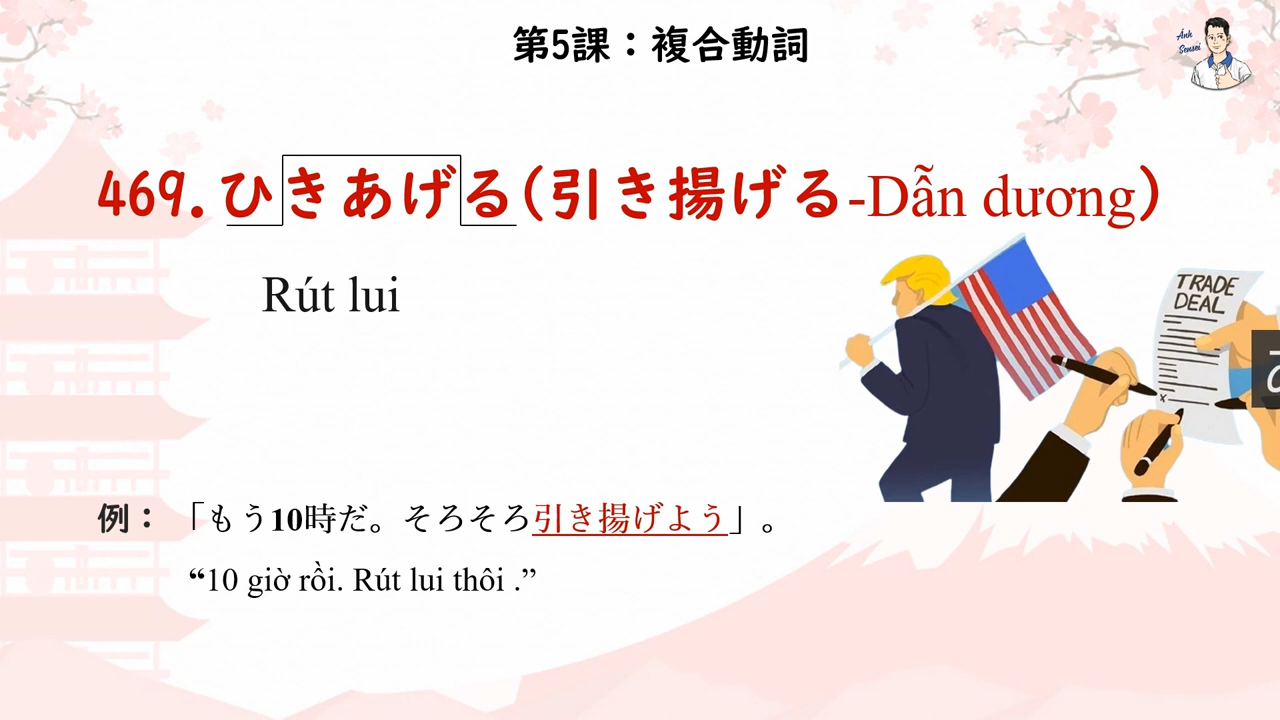 第5課：複合動詞
Ánh
Sensei
469.ひきあげる(引き揚げる-Dẫn dương)
Rút lui
TRADE
DEAL
x
例： 「もう10時だ。そろそろ引き揚げよう」。
“10 giờ rồi. Rút lui thôi .”